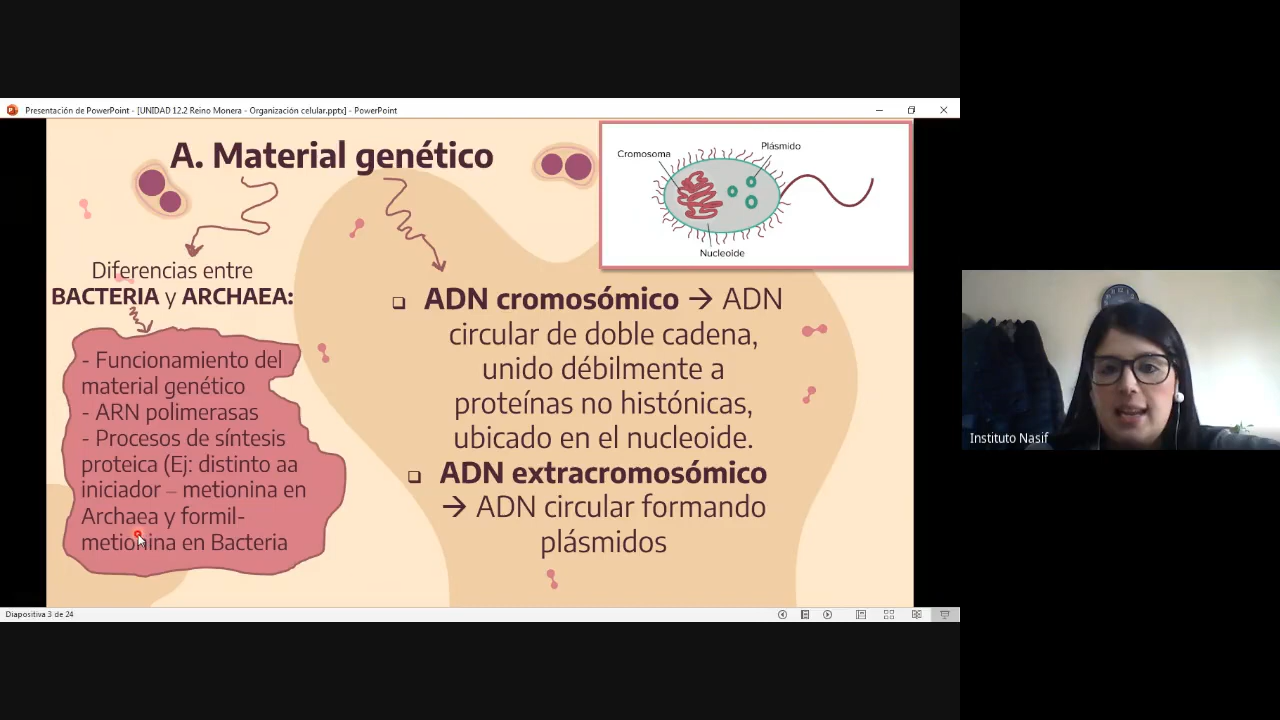 Presentación de PowerPoint - [UNIDAD 12.2 Reino Monera - Organización celular.pptx] - PowerPoint
A. Material genético
Cromosoma
Plásmido
Nucleoide
Diferencias entre
BACTERIA y ARCHAEA:
- Funcionamiento del
material genético
- ARN polimerasas
- Procesos de síntesis
proteica (Ej: distinto aa
iniciador – metionina en
Archaea y formil-
metionina en Bacteria
❑ ADN cromosómico → ADN
circular de doble cadena,
unido débilmente a
proteínas no histónicas,
ubicado en el nucleoide.
❑ ADN extracromosómico
→ ADN circular formando
plásmidos
Instituto Nasif
Diapositiva 3 de 24